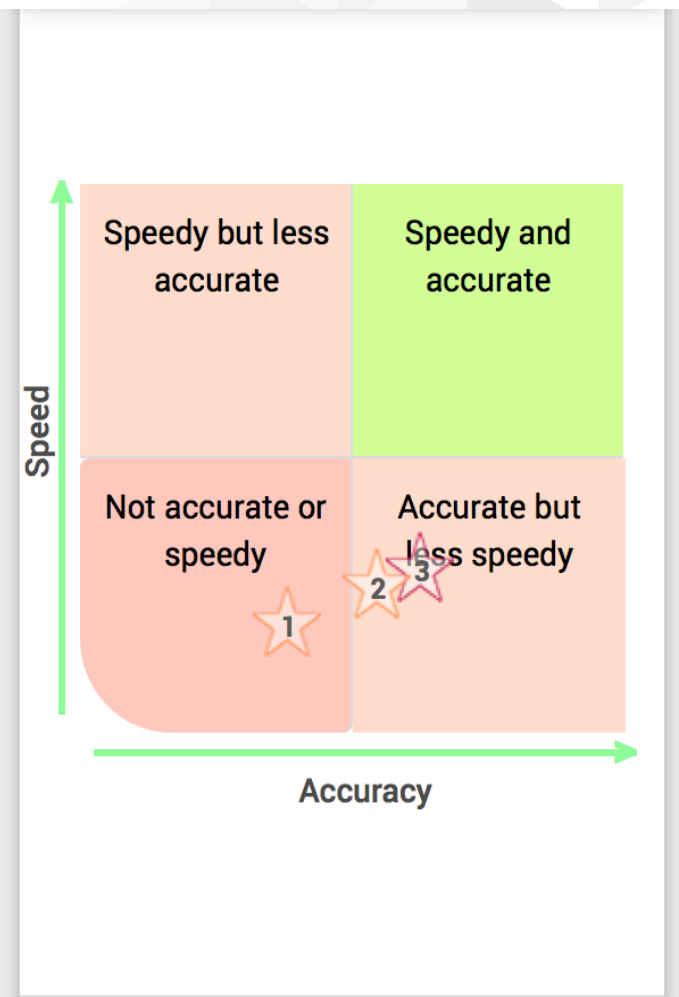 Speedy but less
accurate
Speedy and
accurate
Speed
Not accurate or
speedy
Accurate but
less speedy
1
2
3
Accuracy